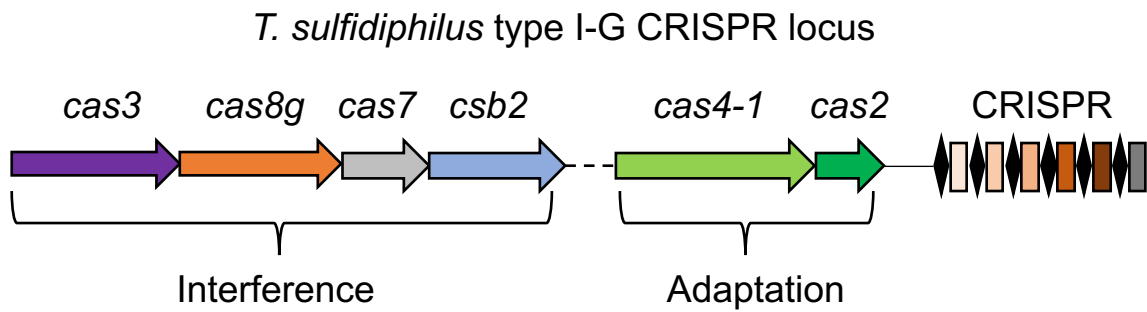 T. sulfidiphilus type I-G CRISPR locus
cas3 cas8g cas7 csb2 cas4-1 cas2 CRISPR
Interference Adaptation